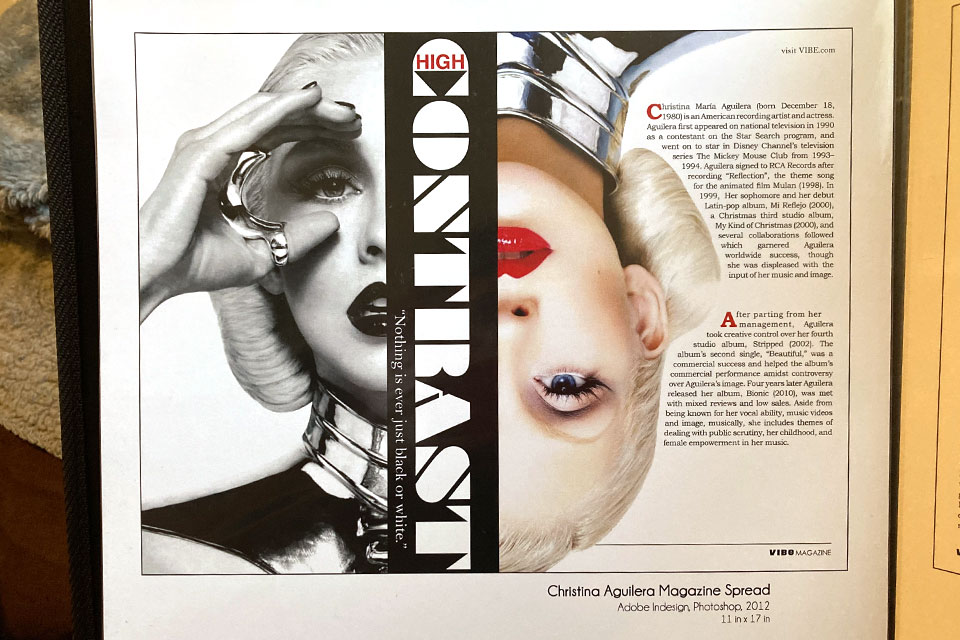 HIGH
CONTRAST
"Nothing is ever just black or white."
visit VIBE.com
Christina María Aguilera (born December 18,
1980) is an American recording artist and actress.
Aguilera first appeared on national television in 1990
as a contestant on the Star Search program, and
went on to star in Disney Channel's television
series The Mickey Mouse Club from 1993–
1994. Aguilera signed to RCA Records after
recording "Reflection", the theme song
for the animated film Mulan (1998). In
1999, Her sophomore and her debut
Latin-pop album, Mi Reflejo (2000),
a Christmas third studio album,
My Kind of Christmas (2000), and
several collaborations followed
which garnered Aguilera
worldwide success, though
she was displeased with the
input of her music and image.
After parting from her
management, Aguilera
took creative control over her fourth
studio album, Stripped (2002). The
album's second single, "Beautiful," was a
commercial success and helped the album's
commercial performance amidst controversy
over Aguilera's image. Four years later Aguilera
released her album, Bionic (2010), was met
with mixed reviews and low sales. Aside from
being known for her vocal ability, music videos
and image, musically, she includes themes of
dealing with public scrutiny, her childhood, and
female empowerment in her music.
VIBE MAGAZINE
Christina Aguilera Magazine Spread
Adobe Indesign, Photoshop, 2012
11 in x 17 in